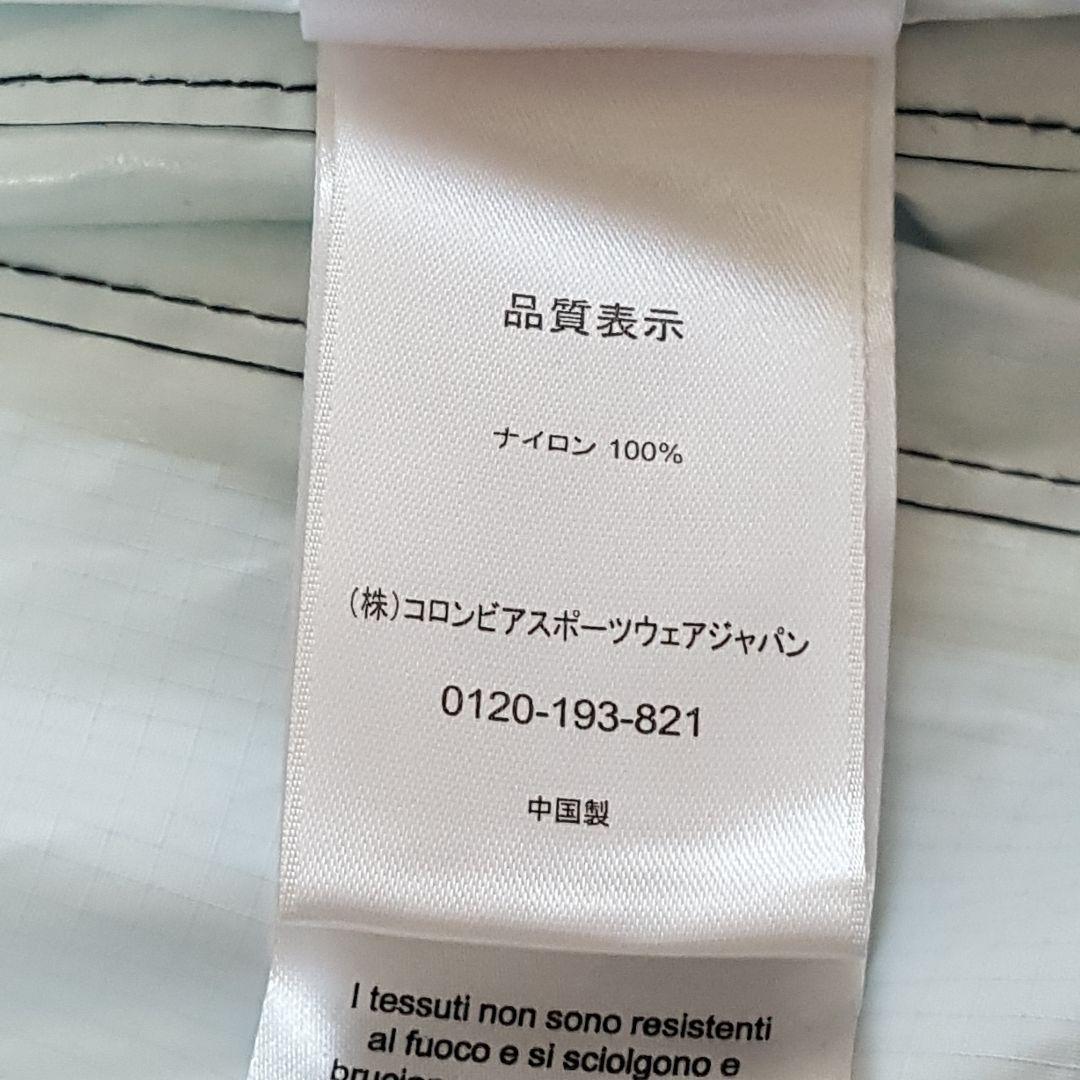 品質表示
ナイロン 100%
(株)コロンビアスポーツウェアジャパン
0120-193-821
中国製
I tessuti non sono resistenti
al fuoco e si sciolgono e